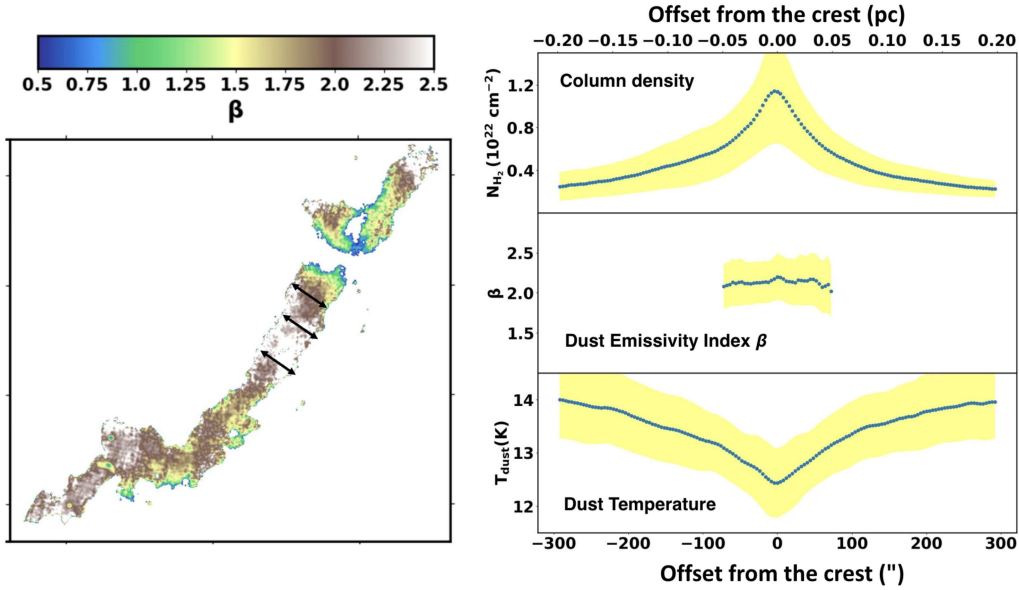 0.5 0.75 1.0 1.25 1.5 1.75 2.0 2.25 2.5
β
Offset from the crest (pc)
−0.20 −0.15 −0.10 −0.05 0.00 0.05 0.10 0.15 0.20
Column density
N_H₂ (10²² cm⁻²)
1.2
0.8
0.4
β
2.5
2.0
1.5
Dust Emissivity Index β
T_dust(K)
14
13
12
Dust Temperature
−300 −200 −100 0 100 200 300
Offset from the crest (")